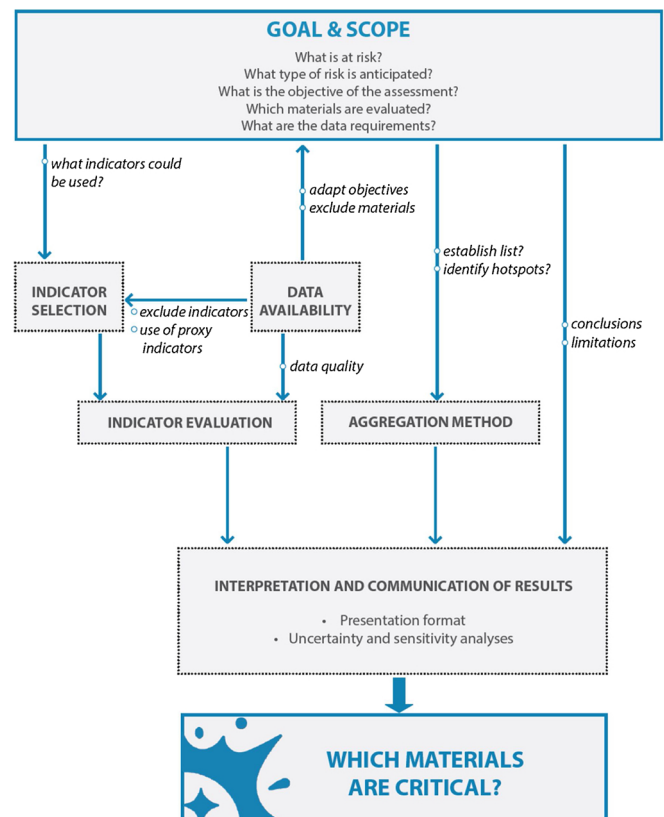 GOAL & SCOPE
What is at risk?
What type of risk is anticipated?
What is the objective of the assessment?
Which materials are evaluated?
What are the data requirements?
what indicators could
be used?
adapt objectives
exclude materials
establish list?
identify hotspots?
INDICATOR
SELECTION
DATA
AVAILABILITY
exclude indicators
use of proxy
indicators
conclusions
limitations
data quality
INDICATOR EVALUATION
AGGREGATION METHOD
INTERPRETATION AND COMMUNICATION OF RESULTS
• Presentation format
• Uncertainty and sensitivity analyses
WHICH MATERIALS
ARE CRITICAL?